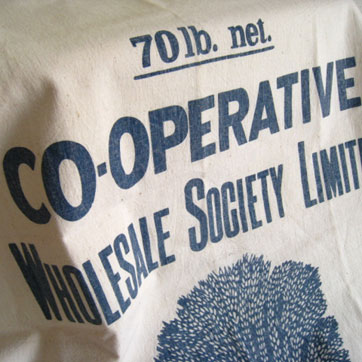 70 lb. net.
CO-OPERATIVE
WHOLESALE SOCIETY LIMIT